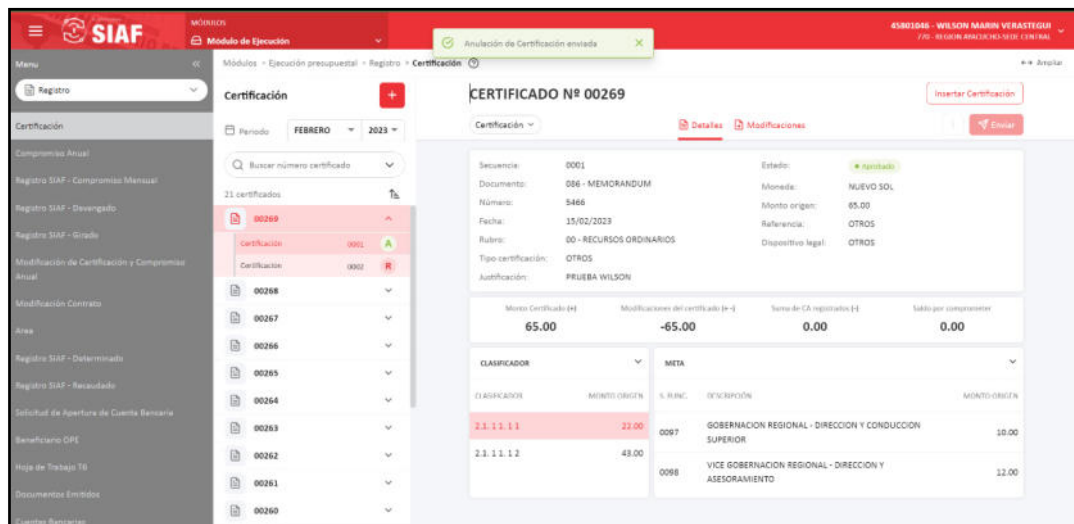 SIAF
MÓDULOS
Módulo de Ejecución
Anulación de Certificación enviada
45801046 - WILSON MARIN VERASTEGUI
770 - REGION AYACUCHO-SEDE CENTRAL
Menu
Módulos > Ejecución presupuestal > Registro > Certificación
Ampliar
Registro
Certificación
Compromiso Anual
Registro SIAF - Compromiso Mensual
Registro SIAF - Devengado
Registro SIAF - Girado
Modificación de Certificación y Compromiso
Anual
Modificación Contrato
Area
Registro SIAF - Determinado
Registro SIAF - Recaudado
Solicitud de Apertura de Cuenta Bancaria
Beneficiario OPE
Hoja de Trabajo T6
Documentos Emitidos
Cuentas Bancarias
Certificación
Periodo FEBRERO 2023
Buscar número certificado
21 certificados
00269
Certificación 0001 A
Certificación 0002 R
00268
00267
00266
00265
00264
00263
00262
00261
00260
CERTIFICADO Nº 00269
Insertar Certificación
Certificación
Detalles
Modificaciones
Enviar
Secuencia: 0001
Documento: 086 - MEMORANDUM
Número: 5466
Fecha: 15/02/2023
Rubro: 00 - RECURSOS ORDINARIOS
Tipo certificación: OTROS
Justificación: PRUEBA WILSON
Estado: Aprobado
Moneda: NUEVO SOL
Monto origen: 65.00
Referencia: OTROS
Dispositivo legal: OTROS
Monto Certificado (+)
65.00
Modificaciones del certificado (+-)
-65.00
Suma de CA registrados (-)
0.00
Saldo por comprometer
0.00
CLASIFICADOR
CLASIFICADOR MONTO ORIGEN
2.1. 1 1. 1 1 22.00
2.1. 1 1. 1 2 43.00
META
S. FUNC. DESCRIPCIÓN MONTO ORIGEN
0097 GOBERNACION REGIONAL - DIRECCION Y CONDUCCION
SUPERIOR 10.00
0098 VICE GOBERNACION REGIONAL - DIRECCION Y
ASESORAMIENTO 12.00